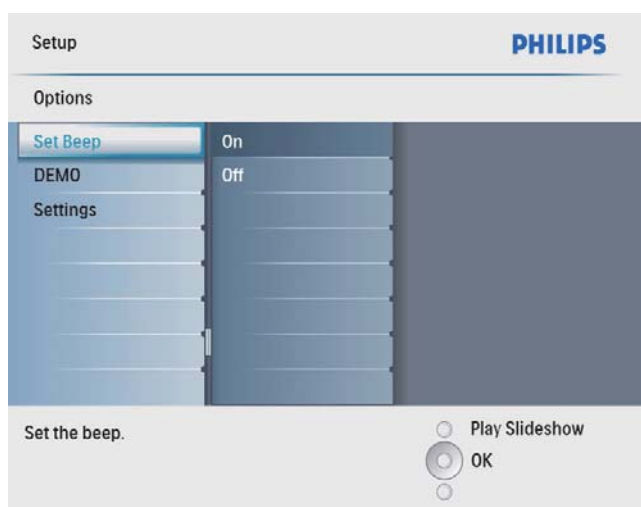 Setup
PHILIPS
Options
Set Beep
On
DEMO
Off
Settings
Set the beep.
Play Slideshow
OK